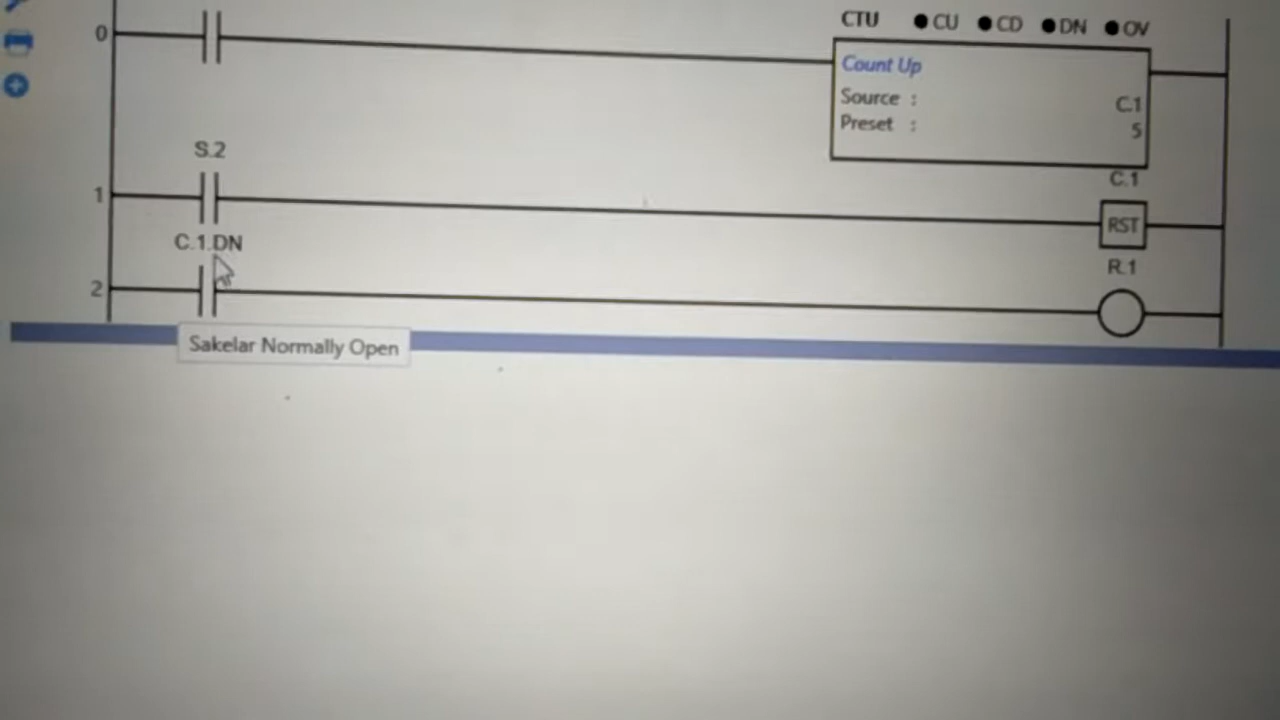 CTU CU CD DN OV
0
Count Up
Source : C.1
Preset : 5
S.2
C.1
1
RST
C.1.DN
R.1
2
Sakelar Normally Open